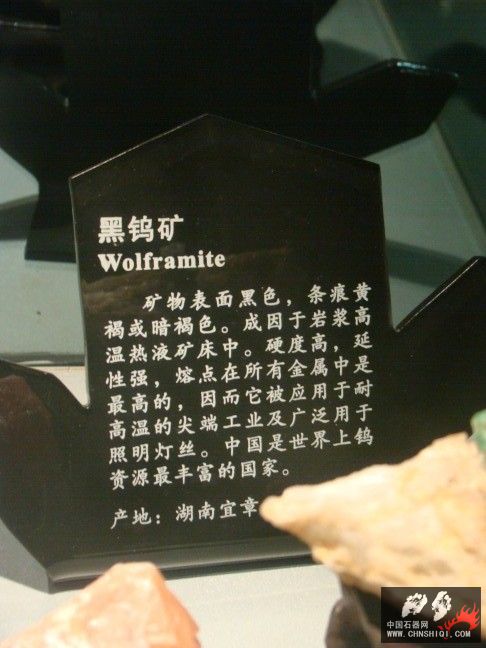 黑钨矿
Wolframite
矿物表面黑色，条痕黄
褐或暗褐色。成因于岩浆高
温热液矿床中。硬度高，延
性强，熔点在所有金属中是
最高的，因而它被应用于耐
高温的尖端工业及广泛用于
照明灯丝。中国是世界上钨
资源最丰富的国家。
产地：湖南宜章
中国石器网
WWW.CHNSHIQI.COM